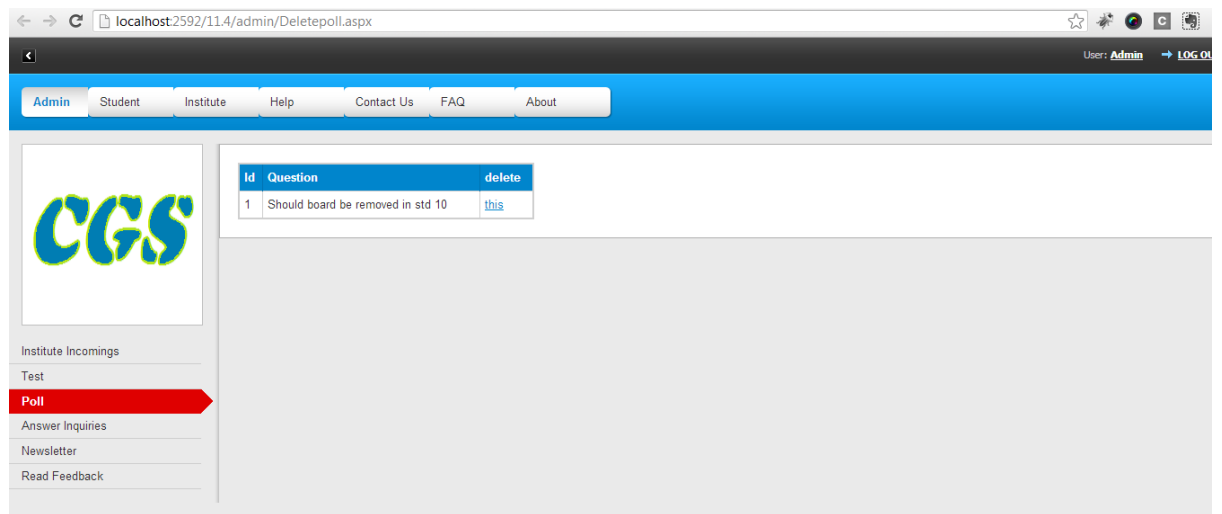 localhost:2592/11.4/admin/Deletepoll.aspx
User: Admin LOG OU
Admin Student Institute Help Contact Us FAQ About
CGS
Id Question delete
1 Should board be removed in std 10 this
Institute Incomings
Test
Poll
Answer Inquiries
Newsletter
Read Feedback